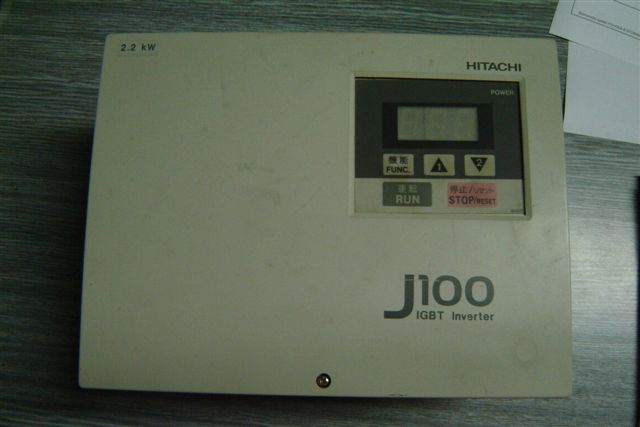 2.2 kW
HITACHI
POWER
機能
FUNC.
1
2
運転
RUN
停止/リセット
STOP/RESET
J100
IGBT Inverter